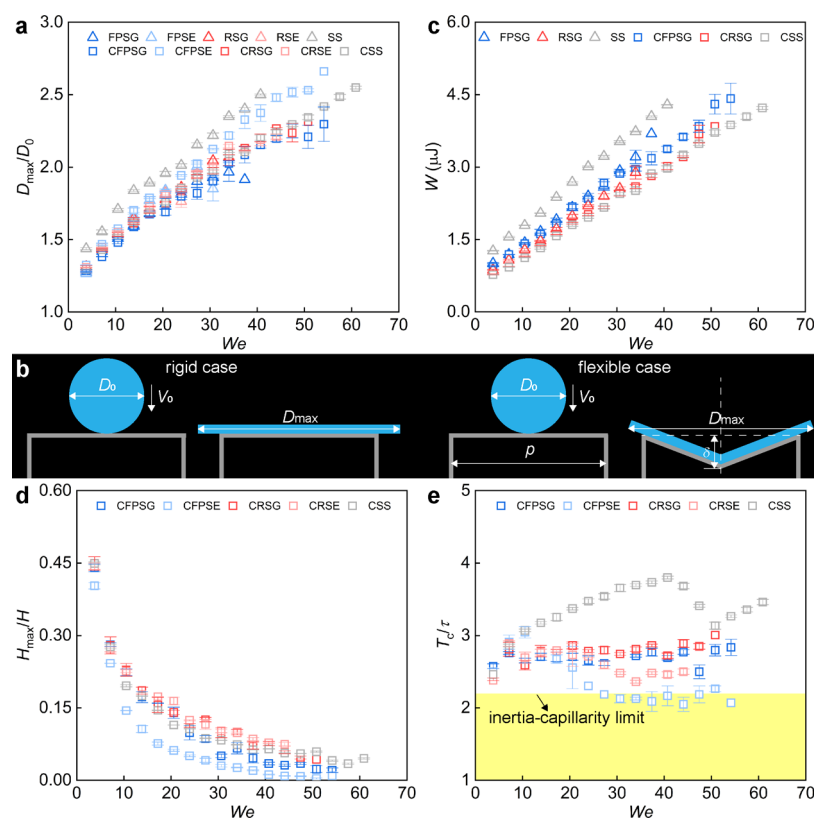 a
FPSG FPSE RSG RSE SS
CFPSG CFPSE CRSG CRSE CSS
3.0
2.5
2.0
1.5
1.0
Dmax/D0
0 10 20 30 40 50 60 70
We
c
FPSG RSG SS CFPSG CRSG CSS
6.0
4.5
3.0
1.5
0.0
W (μJ)
0 10 20 30 40 50 60 70
We
b
rigid case
D0
V0
Dmax
flexible case
D0
V0
p
Dmax
δ
d
CFPSG CFPSE CRSG CRSE CSS
0.60
0.45
0.30
0.15
0.00
Hmax/H
0 10 20 30 40 50 60 70
We
e
CFPSG CFPSE CRSG CRSE CSS
5
4
3
2
1
Tc/τ
inertia-capillarity limit
0 10 20 30 40 50 60 70
We